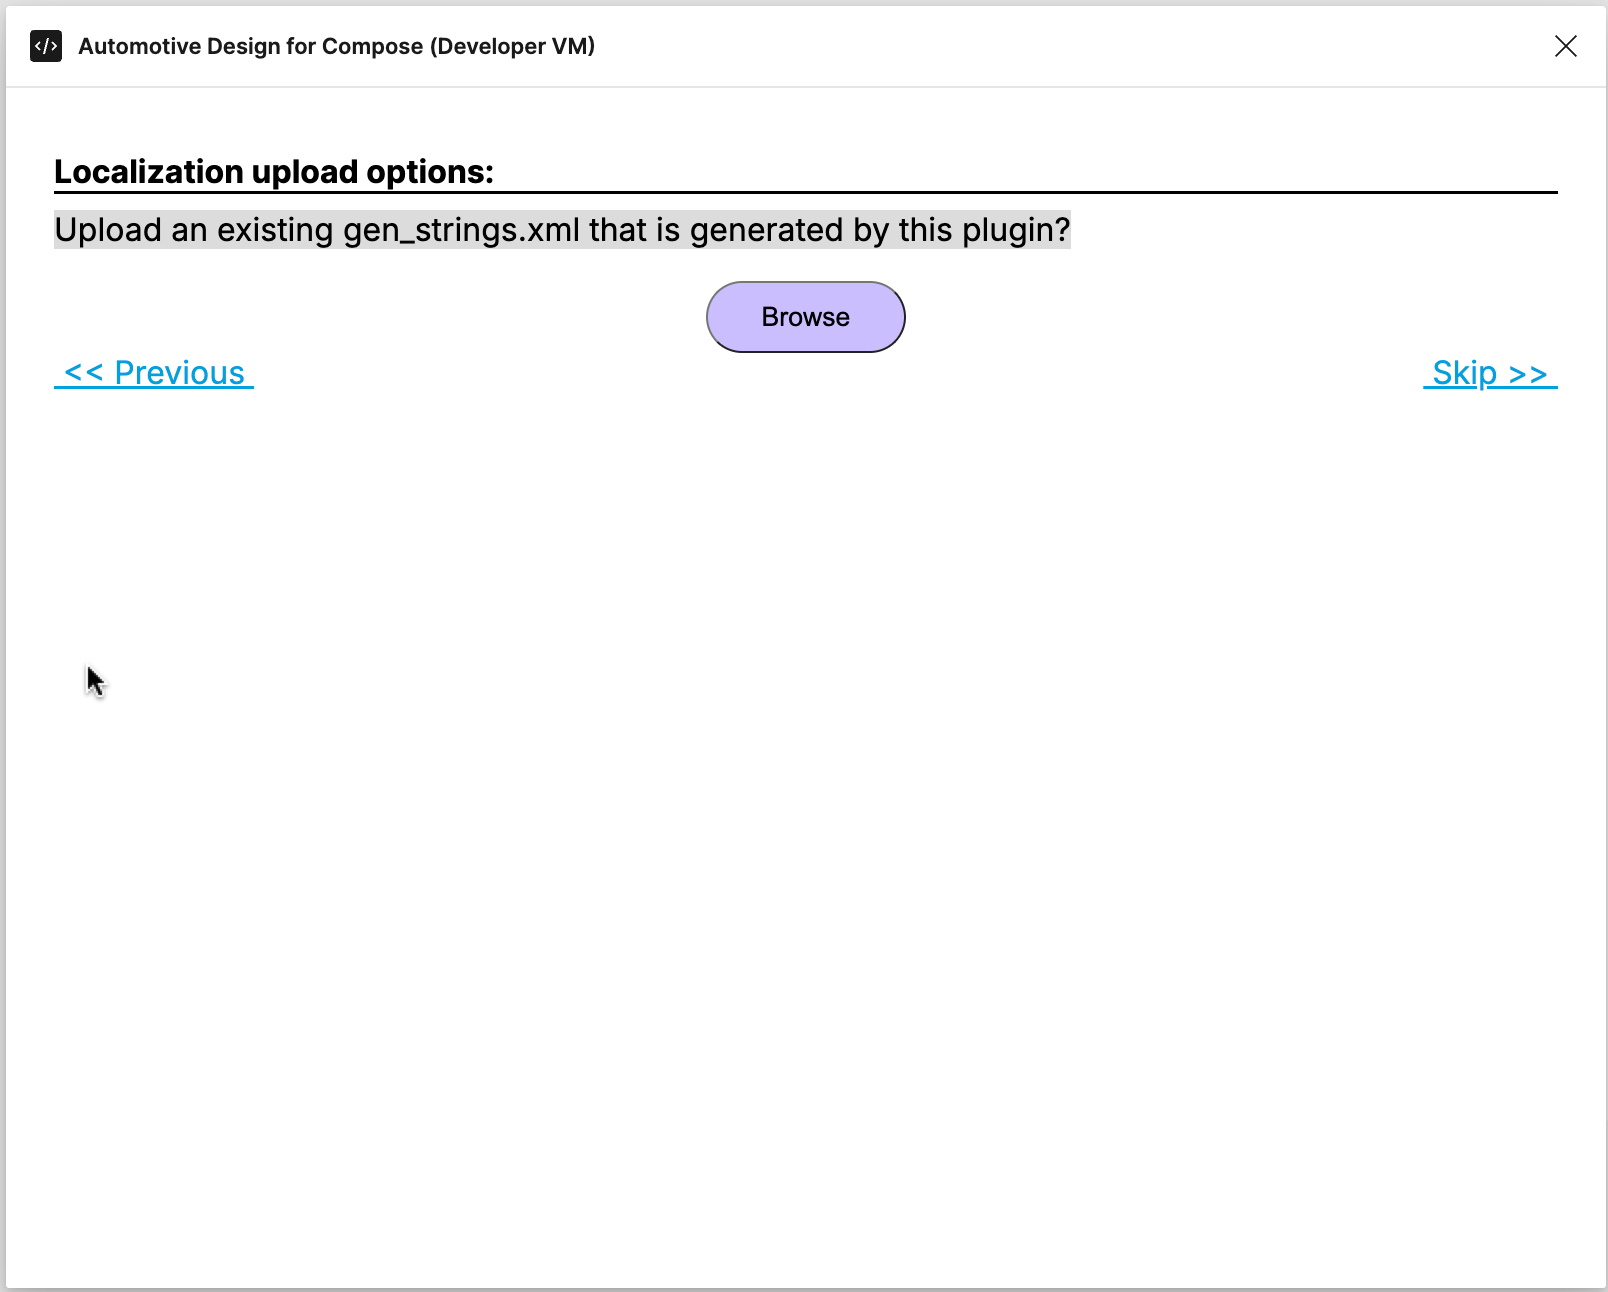 </> Automotive Design for Compose (Developer VM)
Localization upload options:
Upload an existing gen_strings.xml that is generated by this plugin?
Browse
<< Previous Skip >>